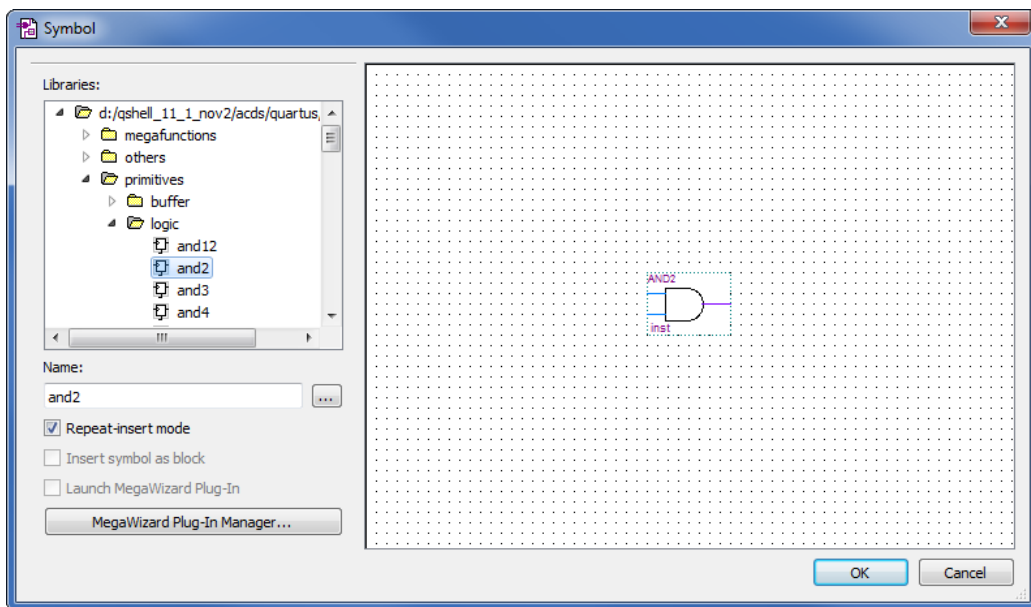 Symbol
Libraries:
d:/qshell_11_1_nov2/acds/quartus,
megafunctions
others
primitives
buffer
logic
and12
and2
and3
and4
Name:
and2
...
Repeat-insert mode
Insert symbol as block
Launch MegaWizard Plug-In
MegaWizard Plug-In Manager...
AND2
inst
OK
Cancel